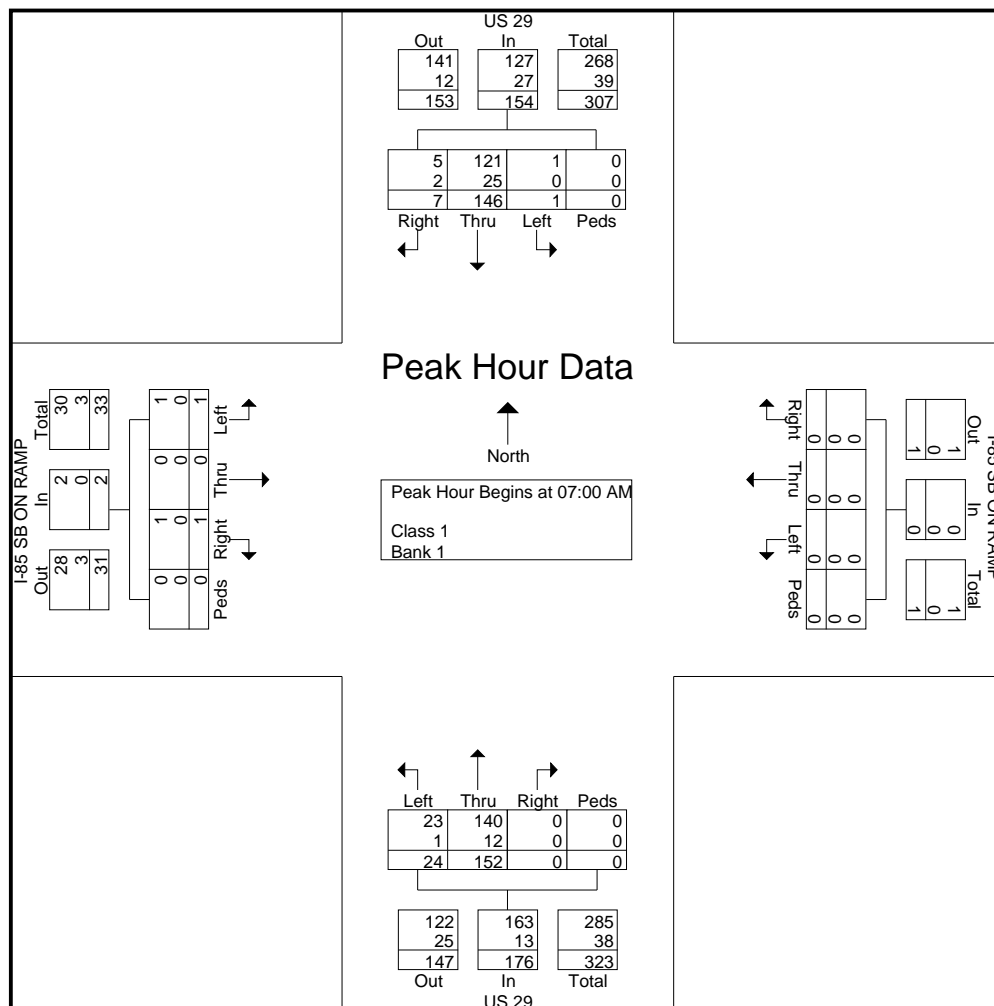 US 29
Out In Total
141 127 268
12 27 39
153 154 307
5 121 1 0
2 25 0 0
7 146 1 0
Right Thru Left Peds
Peak Hour Data
North
Peak Hour Begins at 07:00 AM
Class 1
Bank 1
I-85 SB ON RAMP
Out In Total
28 2 30
3 0 3
31 2 33
0 1 0 1
0 0 0 0
0 1 0 1
Peds Right Thru Left
I-85 SB ON RAMP
Out In Total
1 0 1
0 0 0
1 0 1
Right Thru Left Peds
0 0 0 0
0 0 0 0
0 0 0 0
Left Thru Right Peds
23 140 0 0
1 12 0 0
24 152 0 0
122 163 285
25 13 38
147 176 323
Out In Total
US 29